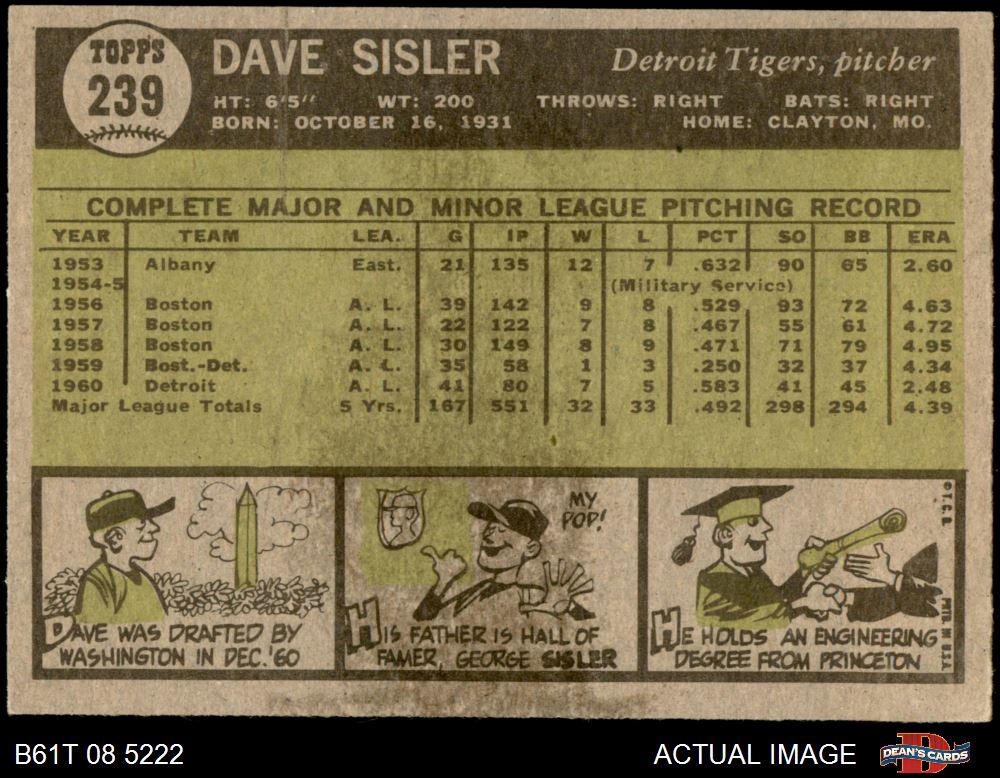 TOPPS
239
DAVE SISLER
Detroit Tigers, pitcher
HT: 6'5" WT: 200 THROWS: RIGHT BATS: RIGHT
BORN: OCTOBER 16, 1931 HOME: CLAYTON, MO.
COMPLETE MAJOR AND MINOR LEAGUE PITCHING RECORD
YEAR TEAM LEA. G IP W L PCT SO BB ERA
1953 Albany East. 21 135 12 7 .632 90 65 2.60
1954-5 (Military Service)
1956 Boston A. L. 39 142 9 8 .529 93 72 4.63
1957 Boston A. L. 22 122 7 8 .467 55 61 4.72
1958 Boston A. L. 30 149 8 9 .471 71 79 4.95
1959 Bost.-Det. A. L. 35 58 1 3 .250 32 37 4.34
1960 Detroit A. L. 41 80 7 5 .583 41 45 2.48
Major League Totals 5 Yrs. 167 551 32 33 .492 298 294 4.39
DAVE WAS DRAFTED BY
WASHINGTON IN DEC. '60
MY
POP!
HIS FATHER IS HALL OF
FAMER, GEORGE SISLER
HE HOLDS AN ENGINEERING
DEGREE FROM PRINCETON
© T.C.G.
PTD. IN U.S.A.
B61T 08 5222
ACTUAL IMAGE
DEAN'S CARDS